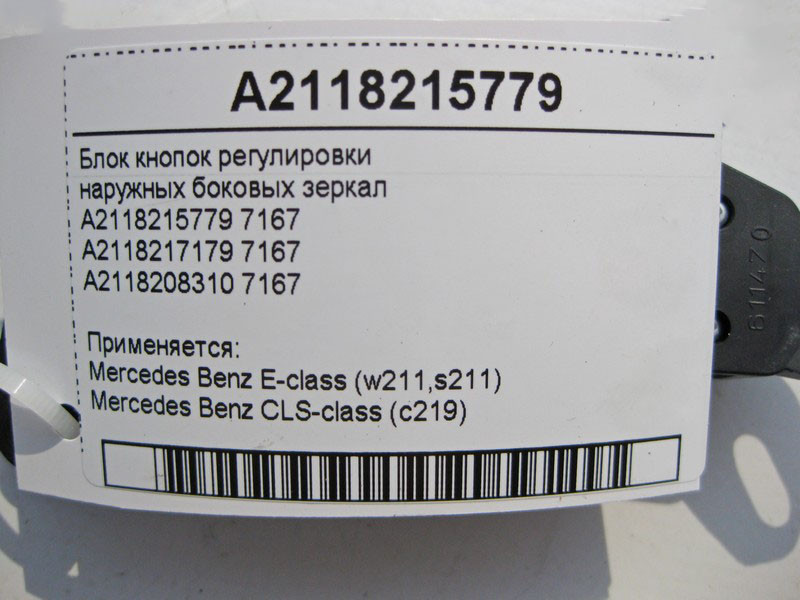 A2118215779
Блок кнопок регулировки
наружных боковых зеркал
A2118215779 7167
A2118217179 7167
A2118208310 7167
Применяется:
Mercedes Benz E-class (w211,s211)
Mercedes Benz CLS-class (c219)
6114Z0